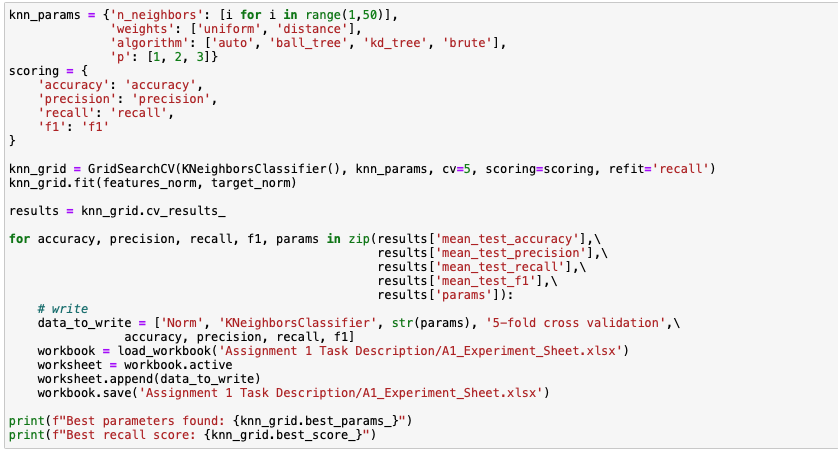 knn_params = {'n_neighbors': [i for i in range(1,50)],
'weights': ['uniform', 'distance'],
'algorithm': ['auto', 'ball_tree', 'kd_tree', 'brute'],
'p': [1, 2, 3]}
scoring = {
'accuracy': 'accuracy',
'precision': 'precision',
'recall': 'recall',
'f1': 'f1'
}
knn_grid = GridSearchCV(KNeighborsClassifier(), knn_params, cv=5, scoring=scoring, refit='recall')
knn_grid.fit(features_norm, target_norm)
results = knn_grid.cv_results_
for accuracy, precision, recall, f1, params in zip(results['mean_test_accuracy'],\
results['mean_test_precision'],\
results['mean_test_recall'],\
results['mean_test_f1'],\
results['params']):
# write
data_to_write = ['Norm', 'KNeighborsClassifier', str(params), '5-fold cross validation',\
accuracy, precision, recall, f1]
workbook = load_workbook('Assignment 1 Task Description/A1_Experiment_Sheet.xlsx')
worksheet = workbook.active
worksheet.append(data_to_write)
workbook.save('Assignment 1 Task Description/A1_Experiment_Sheet.xlsx')
print(f"Best parameters found: {knn_grid.best_params_}")
print(f"Best recall score: {knn_grid.best_score_}")